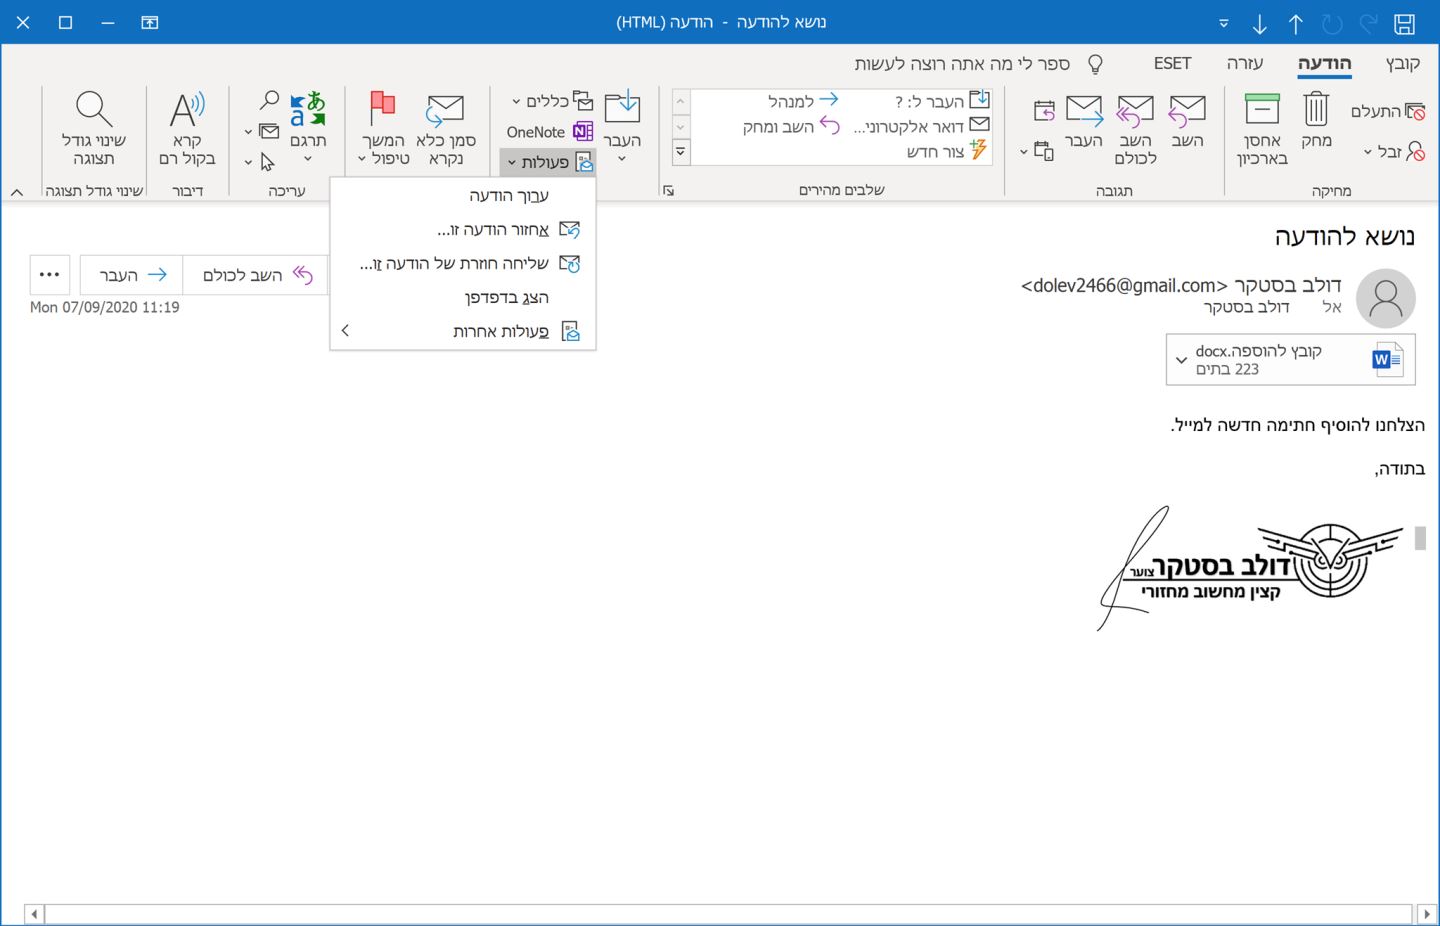 נושא להודעה - הודעה (HTML)
קובץ
הודעה
עזרה
ESET
ספר לי מה אתה רוצה לעשות
התעלם
זבל
מחק
אחסן
בארכיון
מחיקה
השב
השב
לכולם
העבר
תגובה
העבר ל: ?
למנהל
דואר אלקטרוני...
השב ומחק
צור חדש
שלבים מהירים
העבר
כללים
OneNote
פעולות
סמן כלא
נקרא
המשך
טיפול
תרגם
עריכה
קרא
בקול רם
דיבור
שינוי גודל
תצוגה
שינוי גודל תצוגה
ערוך הודעה
אחזור הודעה זו...
שליחה חוזרת של הודעה זו...
הצג בדפדפן
פעולות אחרות
נושא להודעה
דולב בסטקר <dolev2466@gmail.com>
אל דולב בסטקר
השב לכולם
העבר
...
Mon 07/09/2020 11:19
קובץ להוספה.docx
223 בתים
W
הצלחנו להוסיף חתימה חדשה למייל.
בתודה,
דולב בסטקר צוער
קצין מחשוב מחזורי